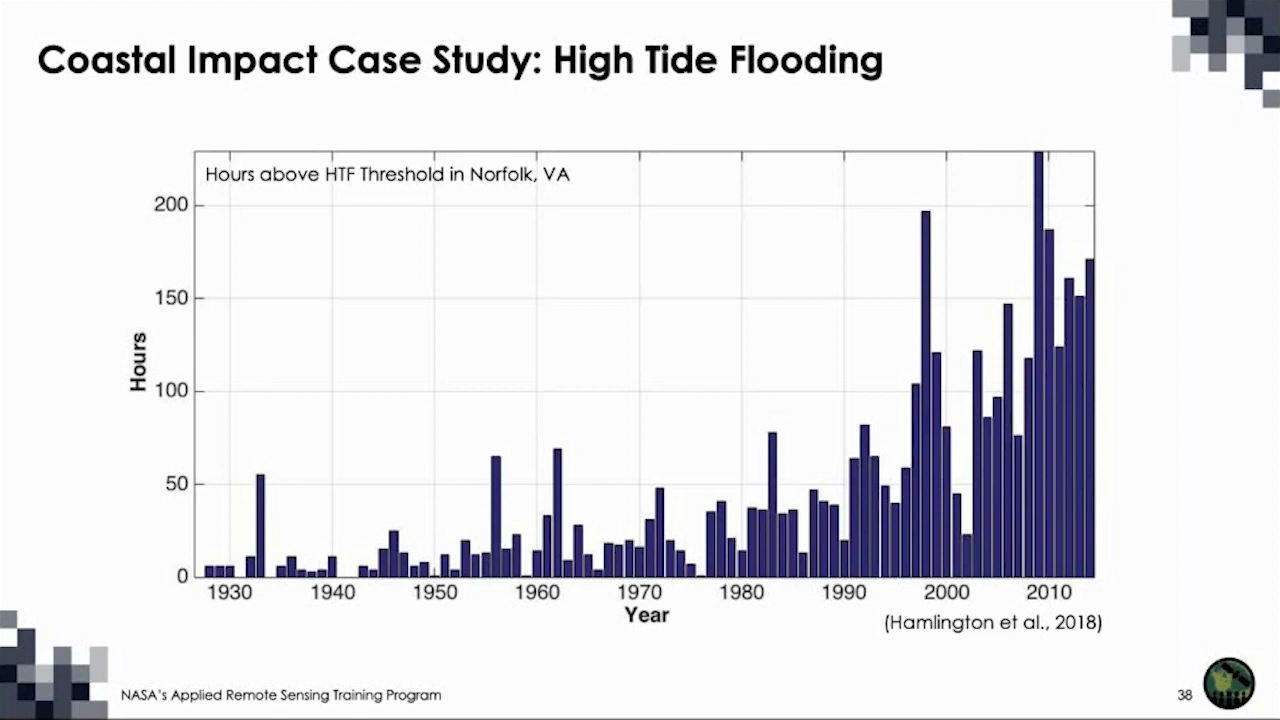 Coastal Impact Case Study: High Tide Flooding
Hours above HTF Threshold in Norfolk, VA
200
150
100
50
0
Hours
1930 1940 1950 1960 1970 1980 1990 2000 2010
Year
(Hamlington et al., 2018)
NASA's Applied Remote Sensing Training Program
38